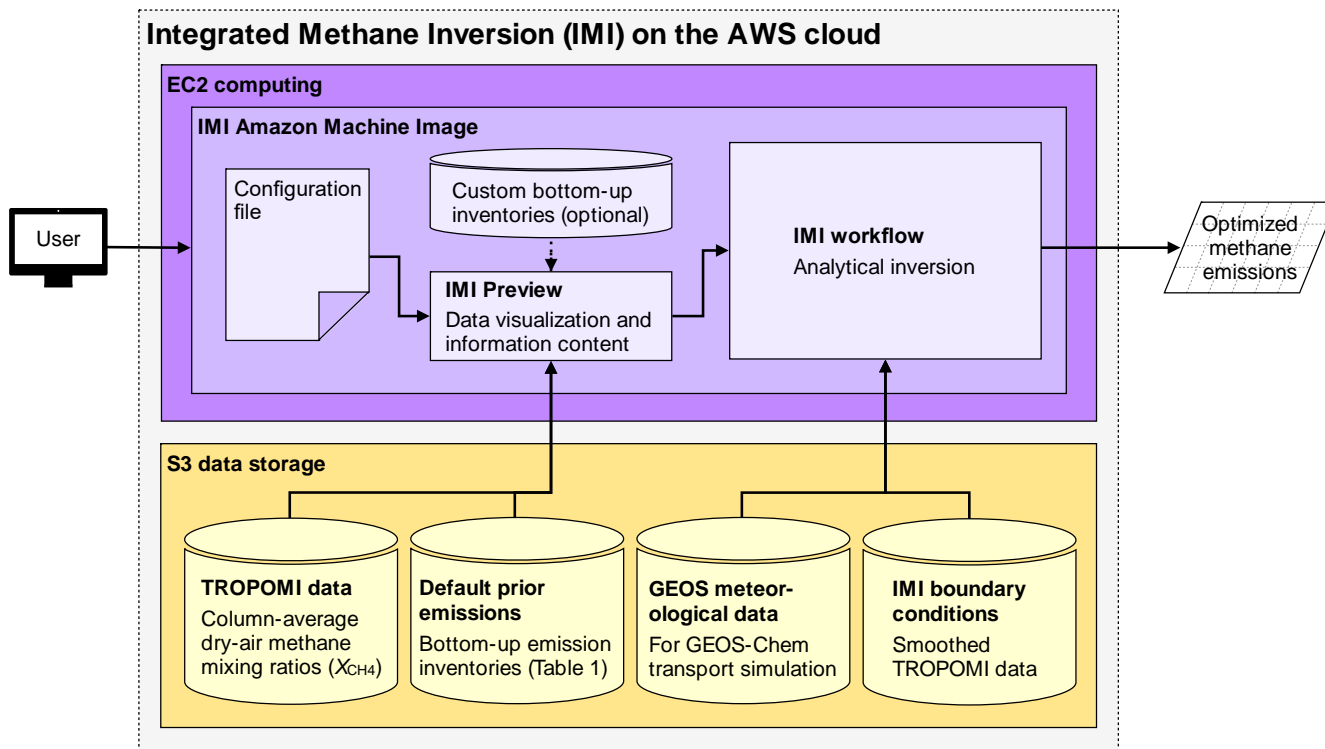 Integrated Methane Inversion (IMI) on the AWS cloud
EC2 computing
IMI Amazon Machine Image
User
Configuration
file
Custom bottom-up
inventories (optional)
IMI Preview
Data visualization and
information content
IMI workflow
Analytical inversion
Optimized
methane
emissions
S3 data storage
TROPOMI data
Column-average
dry-air methane
mixing ratios (XCH4)
Default prior
emissions
Bottom-up emission
inventories (Table 1)
GEOS meteor-
ological data
For GEOS-Chem
transport simulation
IMI boundary
conditions
Smoothed
TROPOMI data